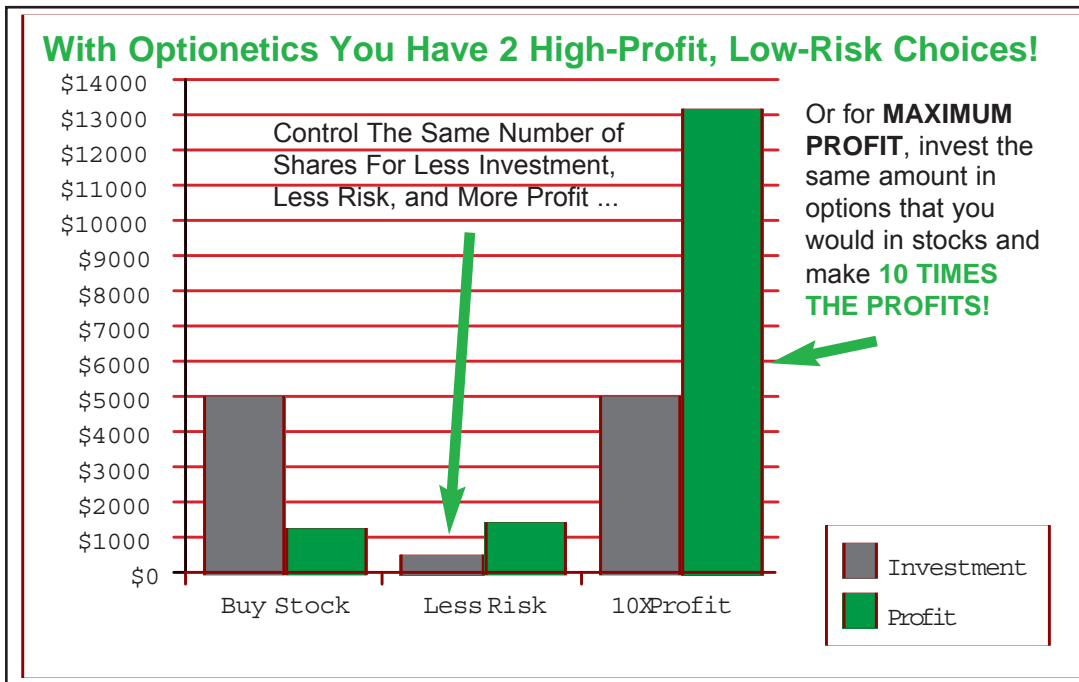 With Optionetics You Have 2 High-Profit, Low-Risk Choices!
$14000
$13000
$12000
$11000
$10000
$9000
$8000
$7000
$6000
$5000
$4000
$3000
$2000
$1000
$0
Control The Same Number of
Shares For Less Investment,
Less Risk, and More Profit ...
Or for MAXIMUM
PROFIT, invest the
same amount in
options that you
would in stocks and
make 10 TIMES
THE PROFITS!
Buy Stock
Less Risk
10XProfit
Investment
Profit